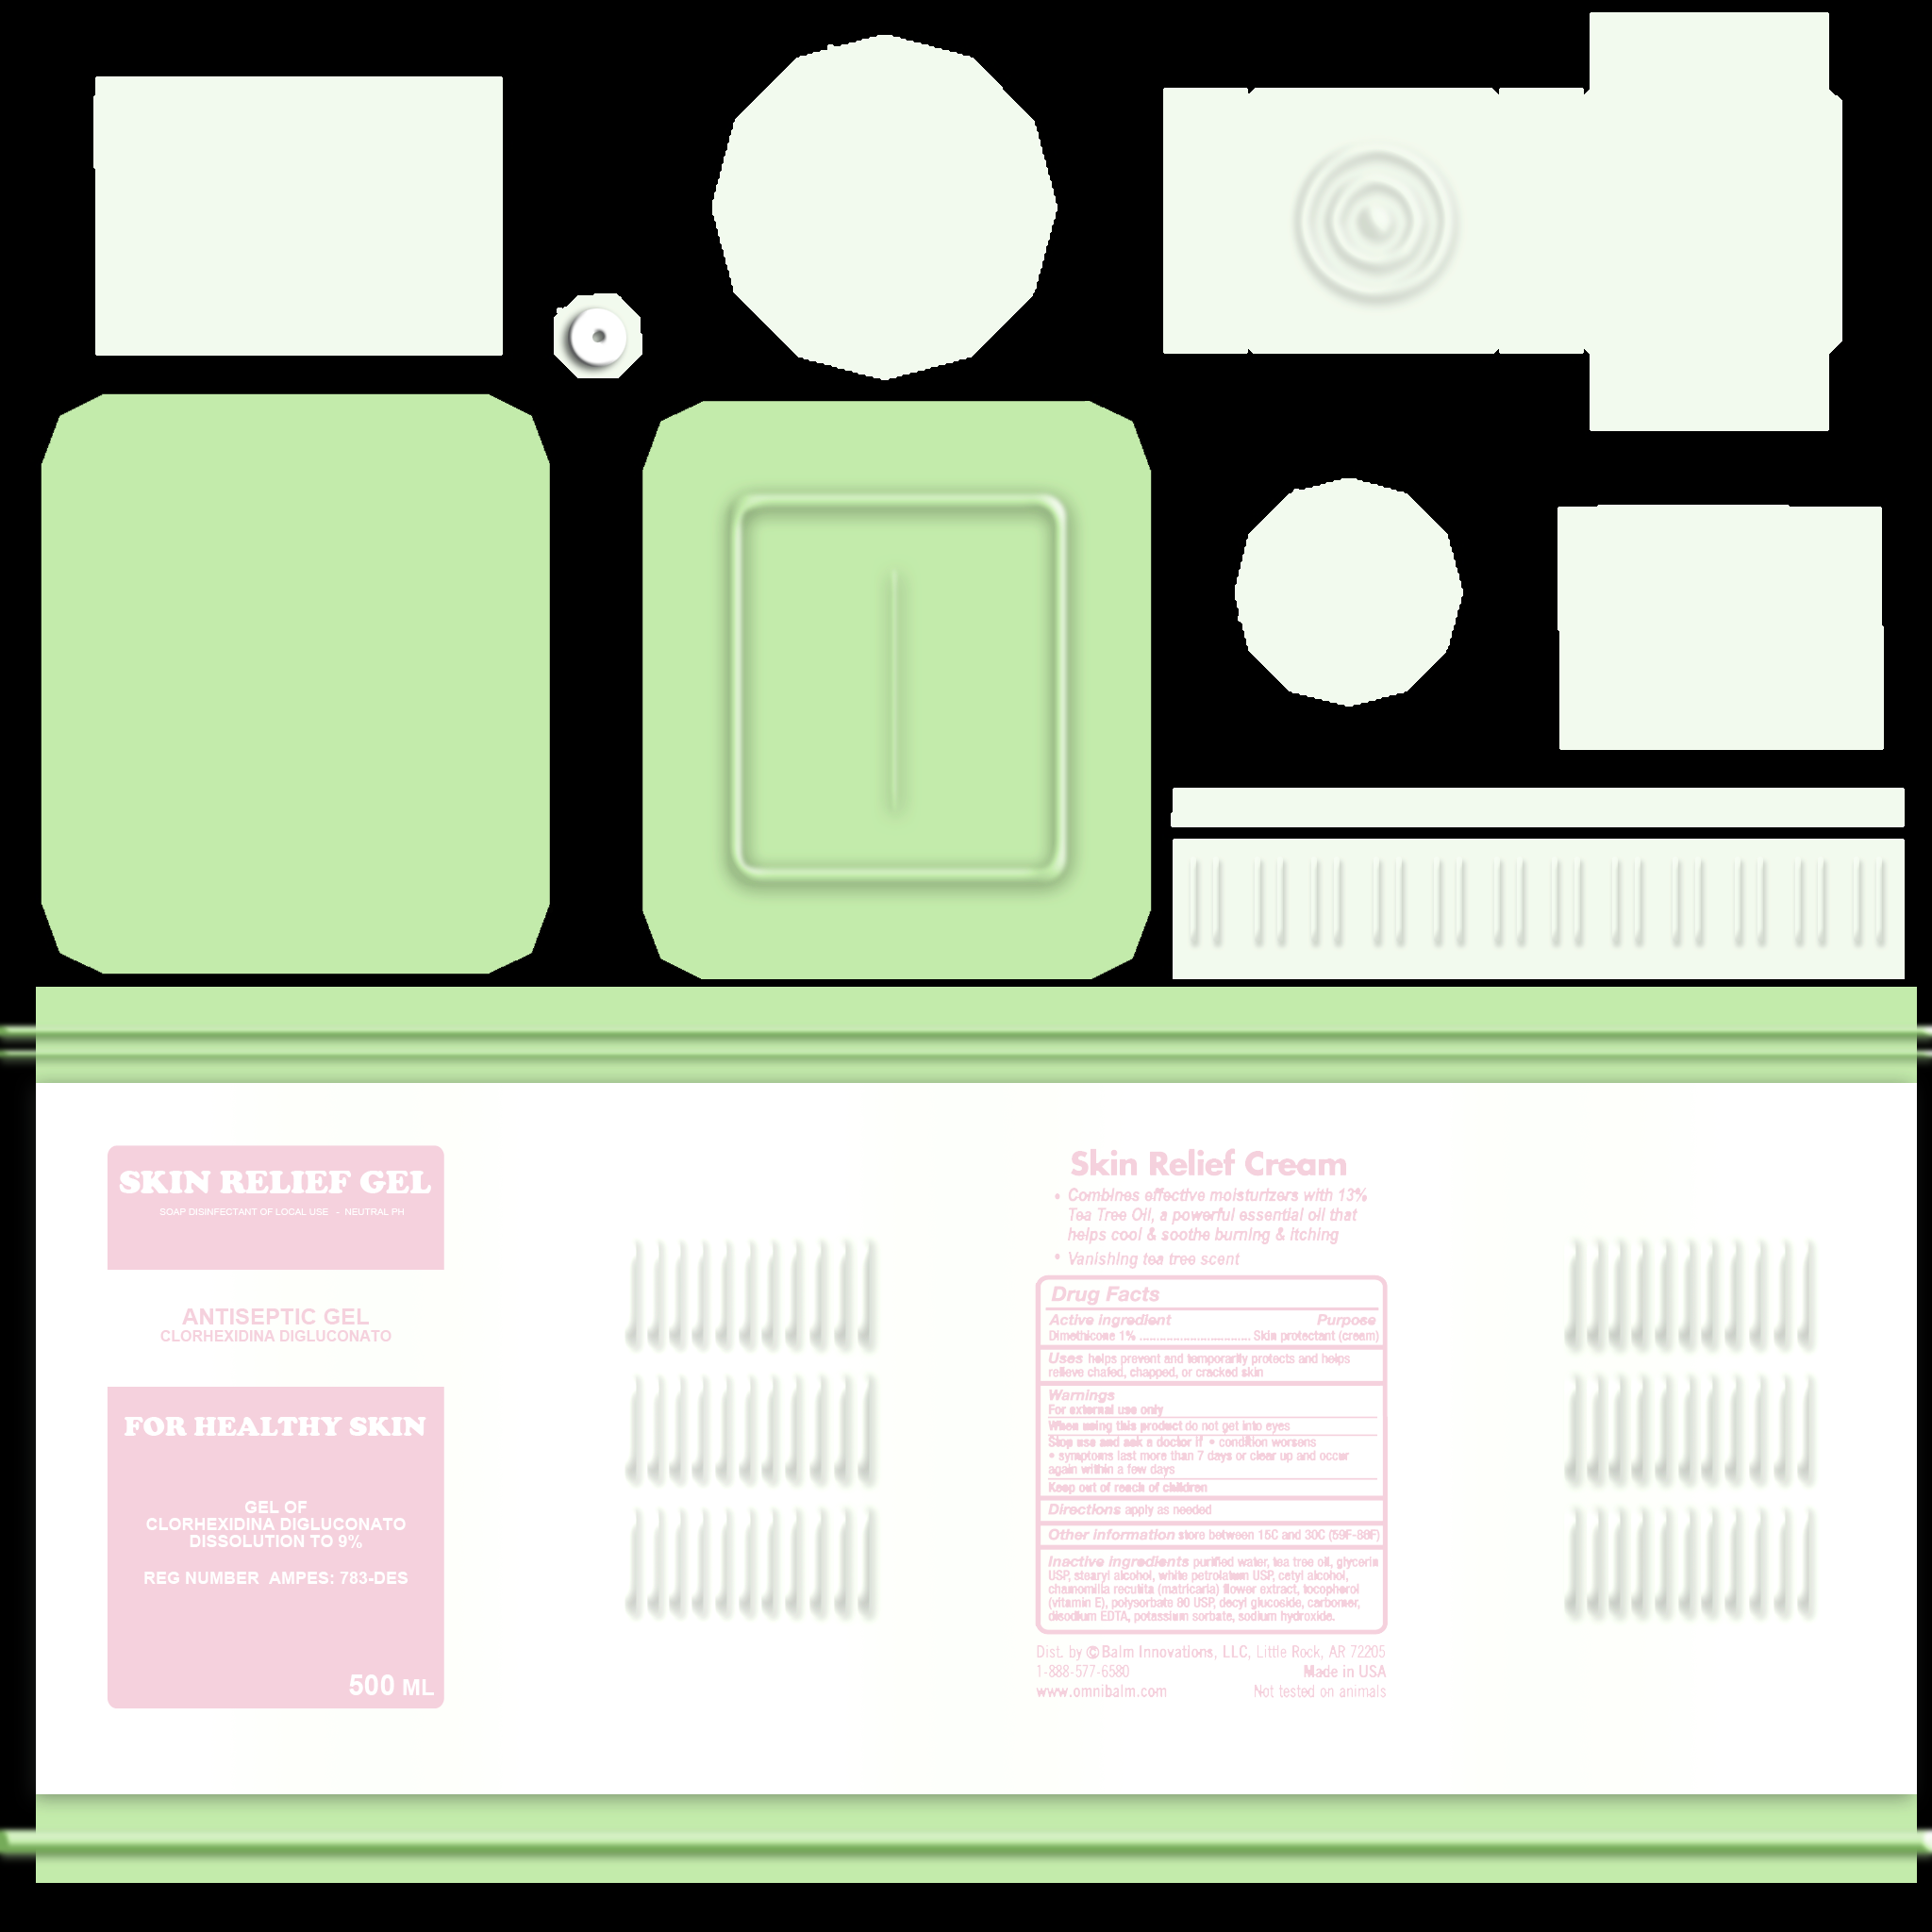 SKIN RELIEF GEL
SOAP DISINFECTANT OF LOCAL USE - NEUTRAL PH
ANTISEPTIC GEL
CLORHEXIDINA DIGLUCONATO
FOR HEALTHY SKIN
GEL OF
CLORHEXIDINA DIGLUCONATO
DISSOLUTION TO 9%
REG NUMBER AMPES: 783-DES
500 ML
Skin Relief Cream
• Combines effective moisturizers with 13%
Tea Tree Oil, a powerful essential oil that
helps cool & soothe burning & itching
• Vanishing tea tree scent
Drug Facts
Active ingredient Purpose
Dimethicone 1% ................................. Skin protectant (cream)
Uses helps prevent and temporarily protects and helps
relieve chafed, chapped, or cracked skin
Warnings
For external use only
When using this product do not get into eyes
Stop use and ask a doctor if • condition worsens
• symptoms last more than 7 days or clear up and occur
again within a few days
Keep out of reach of children
Directions apply as needed
Other information store between 15C and 30C (59F-86F)
Inactive ingredients purified water, tea tree oil, glycerin
USP, stearyl alcohol, white petrolatum USP, cetyl alcohol,
chamomilla recutita (matricaria) flower extract, tocopherol
(vitamin E), polysorbate 80 USP, decyl glucoside, carbomer,
disodium EDTA, potassium sorbate, sodium hydroxide.
Dist. by © Balm Innovations, LLC, Little Rock, AR 72205
1-888-577-6580 Made in USA
www.omnibalm.com Not tested on animals